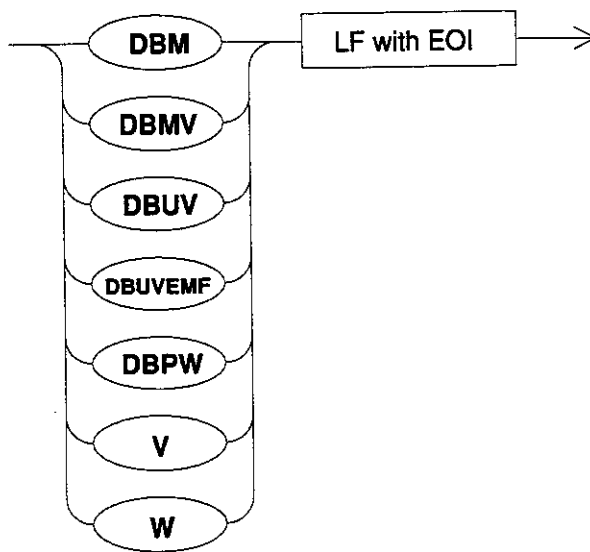 DBM
LF with EOI
DBMV
DBUV
DBUVEMF
DBPW
V
W